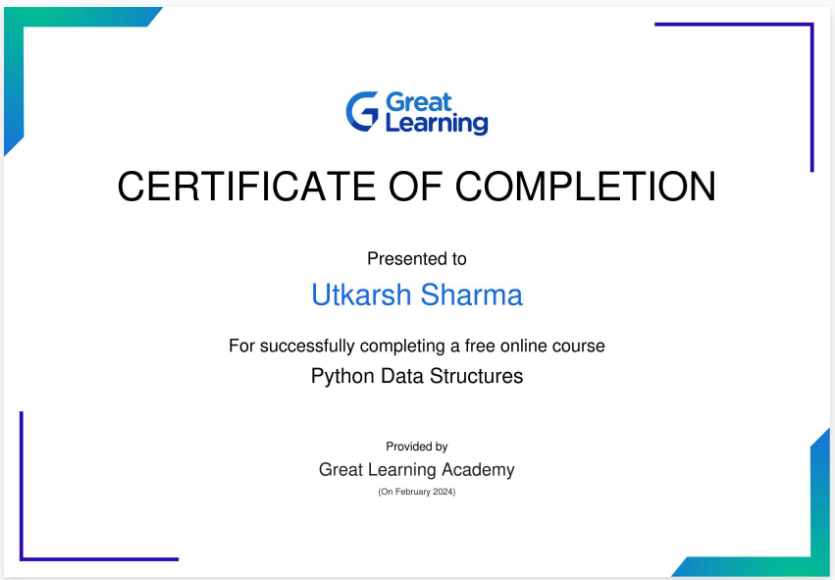 Great
Learning
CERTIFICATE OF COMPLETION
Presented to
Utkarsh Sharma
For successfully completing a free online course
Python Data Structures
Provided by
Great Learning Academy
(On February 2024)